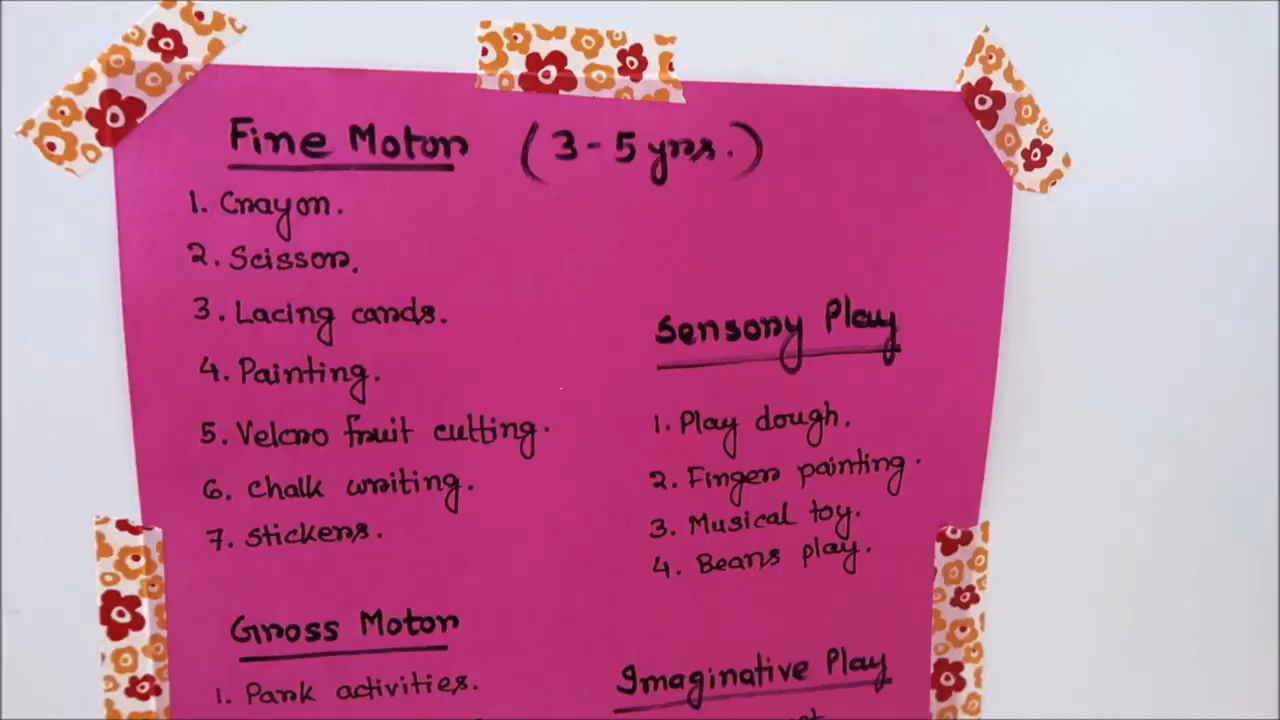 Fine Motor (3-5 yrs.)
1. Crayon.
2. Scissor.
3. Lacing cards.
4. Painting.
5. Velcro fruit cutting.
6. chalk writing.
7. stickers.
Sensory Play
1. Play dough.
2. Finger painting.
3. Musical toy.
4. Beans play.
Gross Motor
1. Park activities.
Imaginative Play